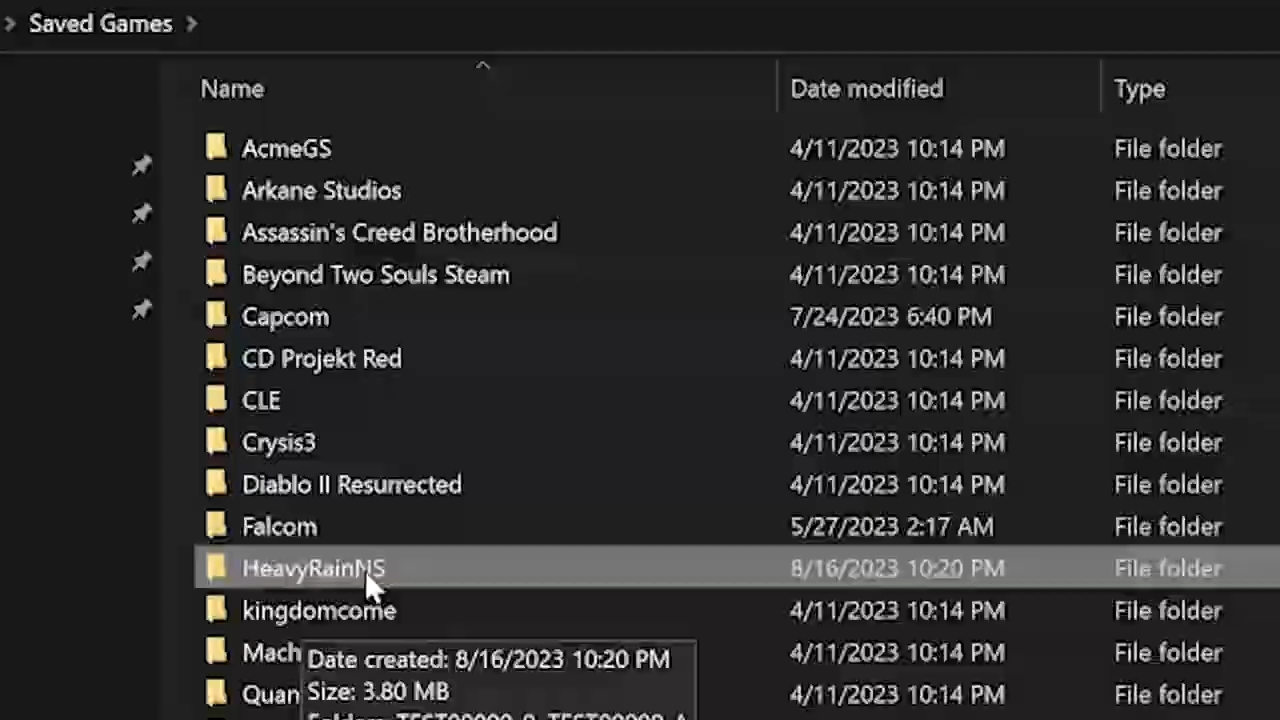 Saved Games
Name Date modified Type
AcmeGS 4/11/2023 10:14 PM File folder
Arkane Studios 4/11/2023 10:14 PM File folder
Assassin's Creed Brotherhood 4/11/2023 10:14 PM File folder
Beyond Two Souls Steam 4/11/2023 10:14 PM File folder
Capcom 7/24/2023 6:40 PM File folder
CD Projekt Red 4/11/2023 10:14 PM File folder
CLE 4/11/2023 10:14 PM File folder
Crysis3 4/11/2023 10:14 PM File folder
Diablo II Resurrected 4/11/2023 10:14 PM File folder
Falcom 5/27/2023 2:17 AM File folder
HeavyRainNS 8/16/2023 10:20 PM File folder
kingdomcome 4/11/2023 10:14 PM File folder
Mach 4/11/2023 10:14 PM File folder
Date created: 8/16/2023 10:20 PM
Quan 4/11/2023 10:14 PM File folder
Size: 3.80 MB